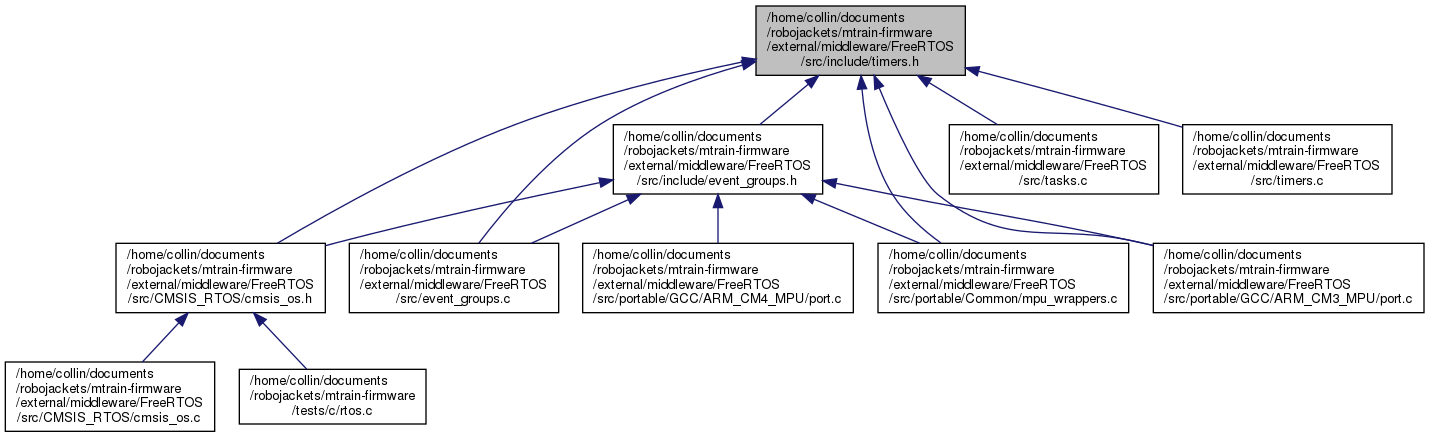 /home/collin/documents
/robojackets/mtrain-firmware
/external/middleware/FreeRTOS
/src/include/timers.h
/home/collin/documents
/robojackets/mtrain-firmware
/external/middleware/FreeRTOS
/src/include/event_groups.h
/home/collin/documents
/robojackets/mtrain-firmware
/external/middleware/FreeRTOS
/src/tasks.c
/home/collin/documents
/robojackets/mtrain-firmware
/external/middleware/FreeRTOS
/src/timers.c
/home/collin/documents
/robojackets/mtrain-firmware
/external/middleware/FreeRTOS
/src/CMSIS_RTOS/cmsis_os.h
/home/collin/documents
/robojackets/mtrain-firmware
/external/middleware/FreeRTOS
/src/event_groups.c
/home/collin/documents
/robojackets/mtrain-firmware
/external/middleware/FreeRTOS
/src/portable/GCC/ARM_CM4_MPU/port.c
/home/collin/documents
/robojackets/mtrain-firmware
/external/middleware/FreeRTOS
/src/portable/Common/mpu_wrappers.c
/home/collin/documents
/robojackets/mtrain-firmware
/external/middleware/FreeRTOS
/src/portable/GCC/ARM_CM3_MPU/port.c
/home/collin/documents
/robojackets/mtrain-firmware
/external/middleware/FreeRTOS
/src/CMSIS_RTOS/cmsis_os.c
/home/collin/documents
/robojackets/mtrain-firmware
/tests/c/rtos.c